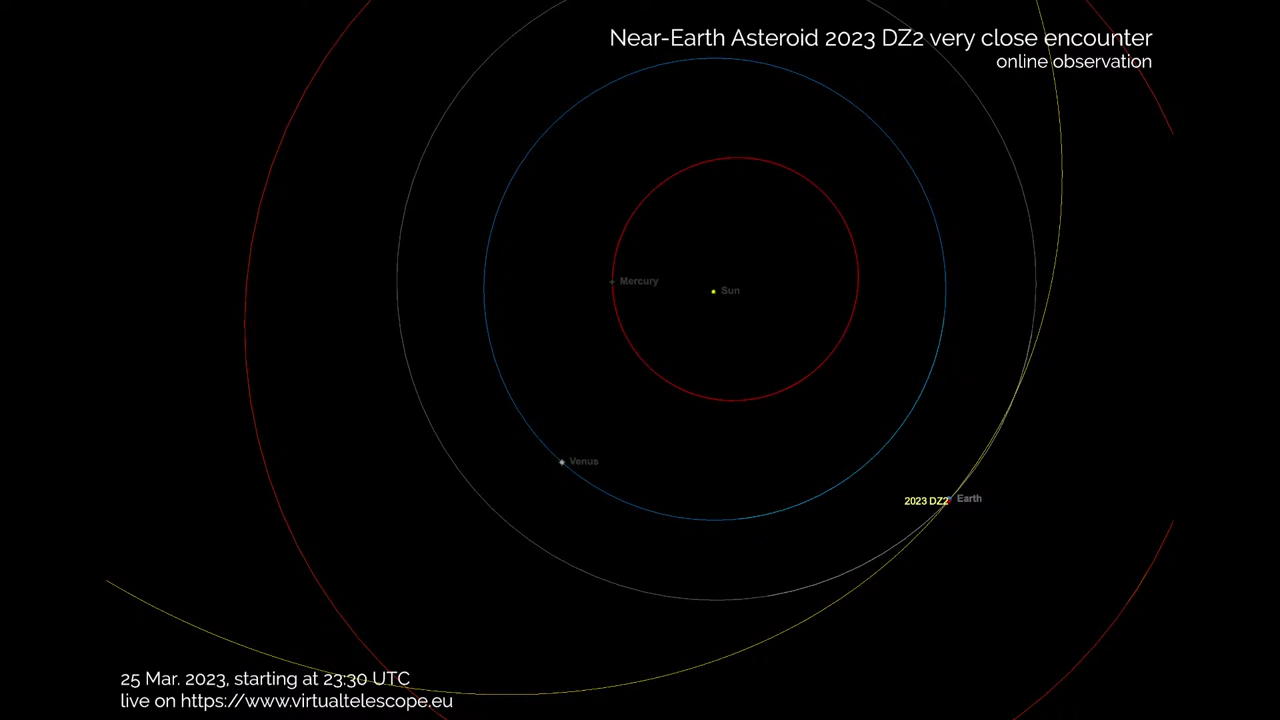 Near-Earth Asteroid 2023 DZ2 very close encounter
online observation
Mercury
Sun
Venus
2023 DZ2
Earth
25 Mar. 2023, starting at 23:30 UTC
live on https://www.virtualtelescope.eu